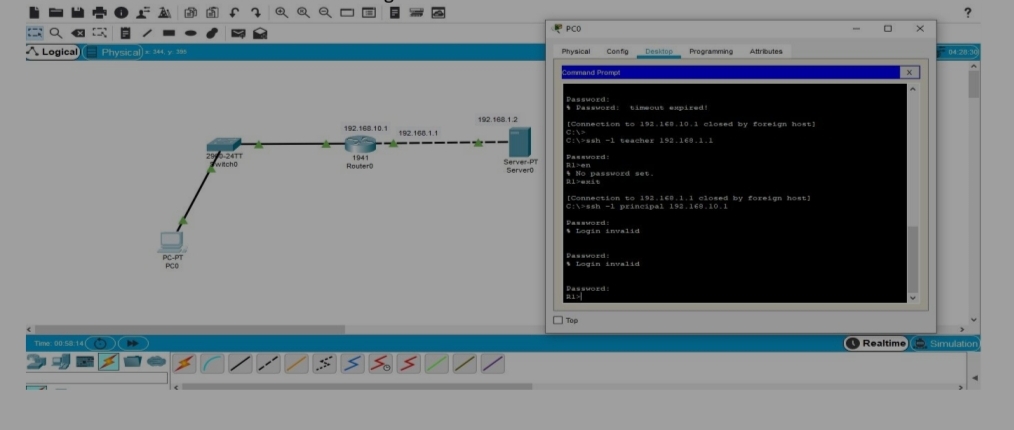 ?
Logical
Physical x: 344, y: 366
04:28:30
192.168.10.1
192.168.1.1
192.168.1.2
2960-24TT
Switch0
1941
Router0
Server-PT
Server0
PC-PT
PC0
PC0
Physical Config Desktop Programming Attributes
Command Prompt
X
Password:
% Password: timeout expired!
[Connection to 192.168.10.1 closed by foreign host]
C:\>
C:\>ssh -l teacher 192.168.1.1
Password:
R1>en
% No password set.
R1>exit
[Connection to 192.168.1.1 closed by foreign host]
C:\>ssh -l principal 192.168.10.1
Password:
% Login invalid
Password:
% Login invalid
Password:
R1>
Top
Time: 00:58:14
Realtime
Simulation